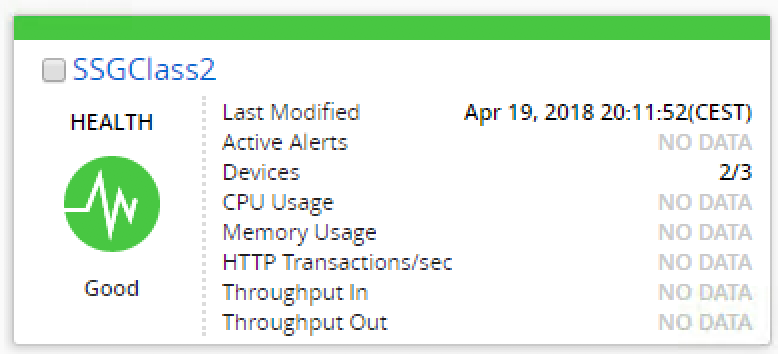 SSGClass2
HEALTH
Good
Last Modified Apr 19, 2018 20:11:52(CEST)
Active Alerts NO DATA
Devices 2/3
CPU Usage NO DATA
Memory Usage NO DATA
HTTP Transactions/sec NO DATA
Throughput In NO DATA
Throughput Out NO DATA